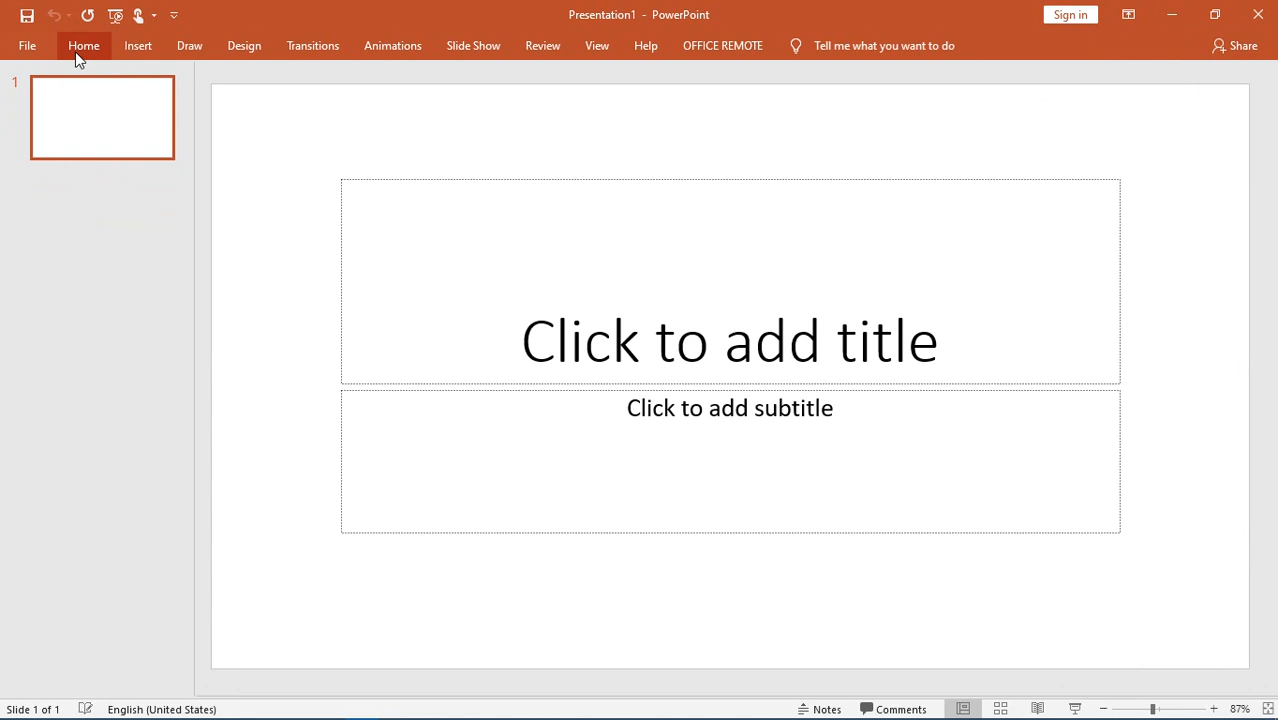 Presentation1 - PowerPoint
Sign in
File Home Insert Draw Design Transitions Animations Slide Show Review View Help OFFICE REMOTE Tell me what you want to do Share
1
Click to add title
Click to add subtitle
Slide 1 of 1 English (United States) Notes Comments 87%